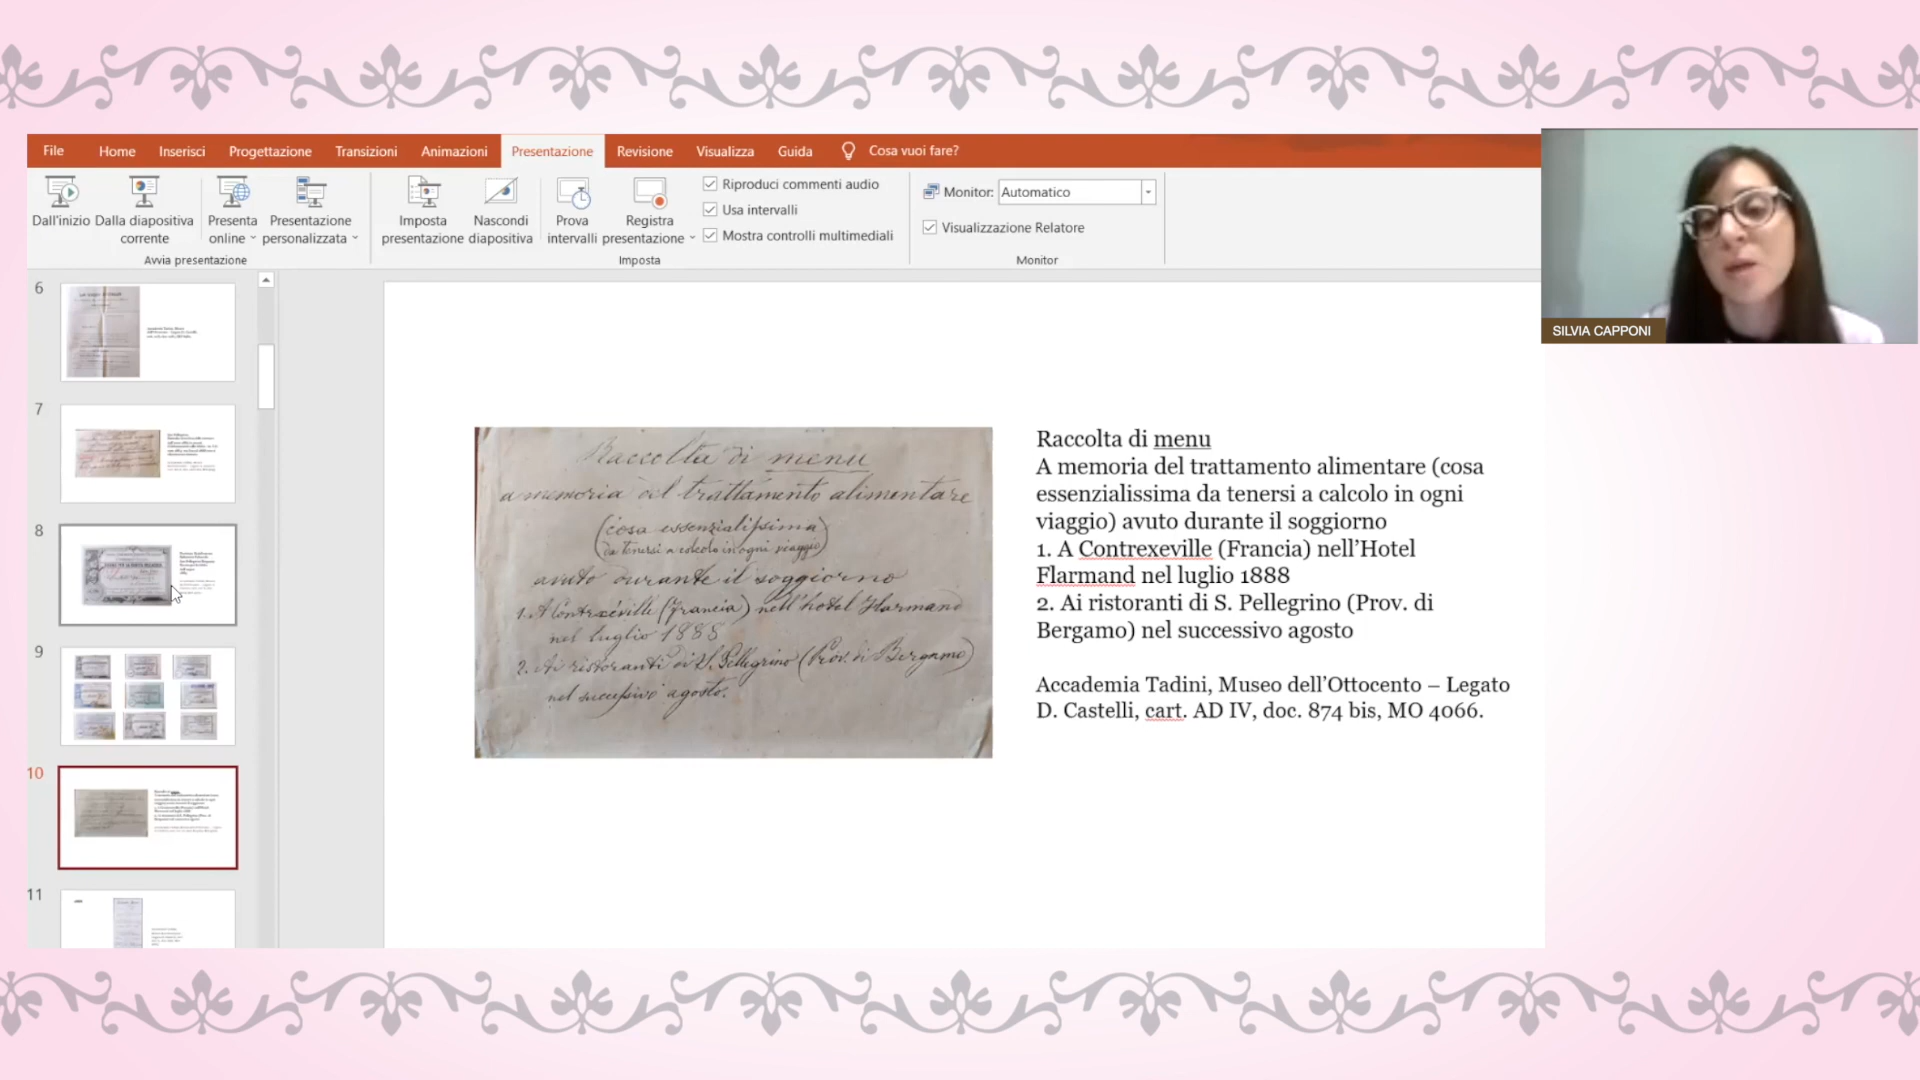 File
Home
Inserisci
Progettazione
Transizioni
Animazioni
Presentazione
Revisione
Visualizza
Guida
Cosa vuoi fare?
Dall'inizio
Dalla diapositiva
corrente
Presenta
online
Presentazione
personalizzata
Avvia presentazione
Imposta
presentazione
Nascondi
diapositiva
Prova
intervalli
Registra
presentazione
Riproduci commenti audio
Usa intervalli
Mostra controlli multimediali
Imposta
Monitor: Automatico
Visualizzazione Relatore
Monitor
SILVIA CAPPONI
6
7
8
9
10
11
Raccolta di menu
a memoria del trattamento alimentare
(cosa essenzialissima
da tenersi a calcolo in ogni viaggio)
avuto durante il soggiorno
1. A Contrexéville (Francia) nell'hotel Harmand
nel luglio 1888
2. Ai ristoranti di S. Pellegrino (Prov. di Bergamo)
nel successivo agosto.
Raccolta di menu
A memoria del trattamento alimentare (cosa
essenzialissima da tenersi a calcolo in ogni
viaggio) avuto durante il soggiorno
1. A Contrexeville (Francia) nell'Hotel
Flarmand nel luglio 1888
2. Ai ristoranti di S. Pellegrino (Prov. di
Bergamo) nel successivo agosto
Accademia Tadini, Museo dell'Ottocento – Legato
D. Castelli, cart. AD IV, doc. 874 bis, MO 4066.